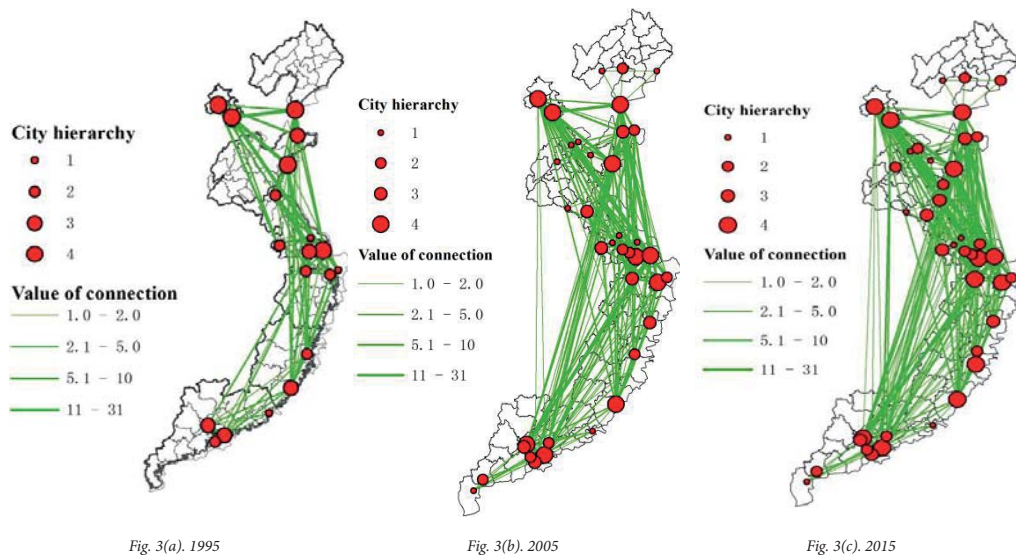 City hierarchy
1
2
3
4
Value of connection
1.0 - 2.0
2.1 - 5.0
5.1 - 10
11 - 31
City hierarchy
1
2
3
4
Value of connection
1.0 - 2.0
2.1 - 5.0
5.1 - 10
11 - 31
City hierarchy
1
2
3
4
Value of connection
1.0 - 2.0
2.1 - 5.0
5.1 - 10
11 - 31
Fig. 3(a). 1995
Fig. 3(b). 2005
Fig. 3(c). 2015